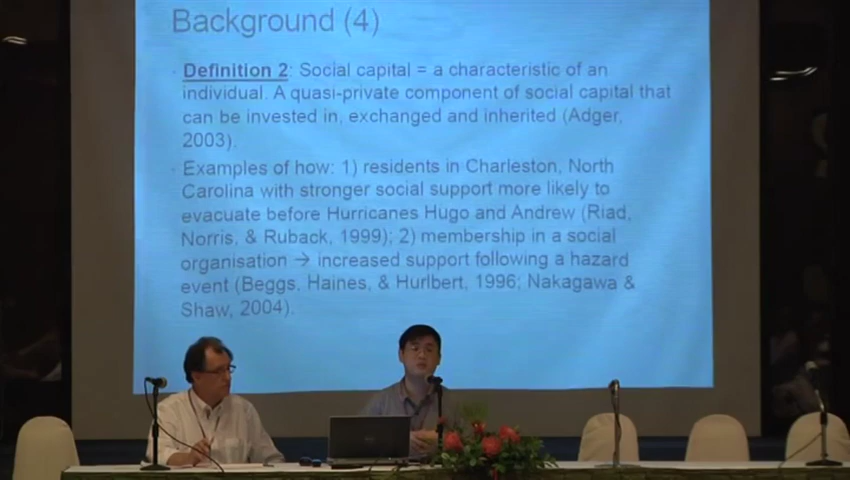 Background (4)
Definition 2: Social capital = a characteristic of an
individual. A quasi-private component of social capital that
can be invested in, exchanged and inherited (Adger,
2003).
Examples of how: 1) residents in Charleston, North
Carolina with stronger social support more likely to
evacuate before Hurricanes Hugo and Andrew (Riad,
Norris, & Ruback, 1999); 2) membership in a social
organisation → increased support following a hazard
event (Beggs, Haines, & Hurlbert, 1996; Nakagawa &
Shaw, 2004).